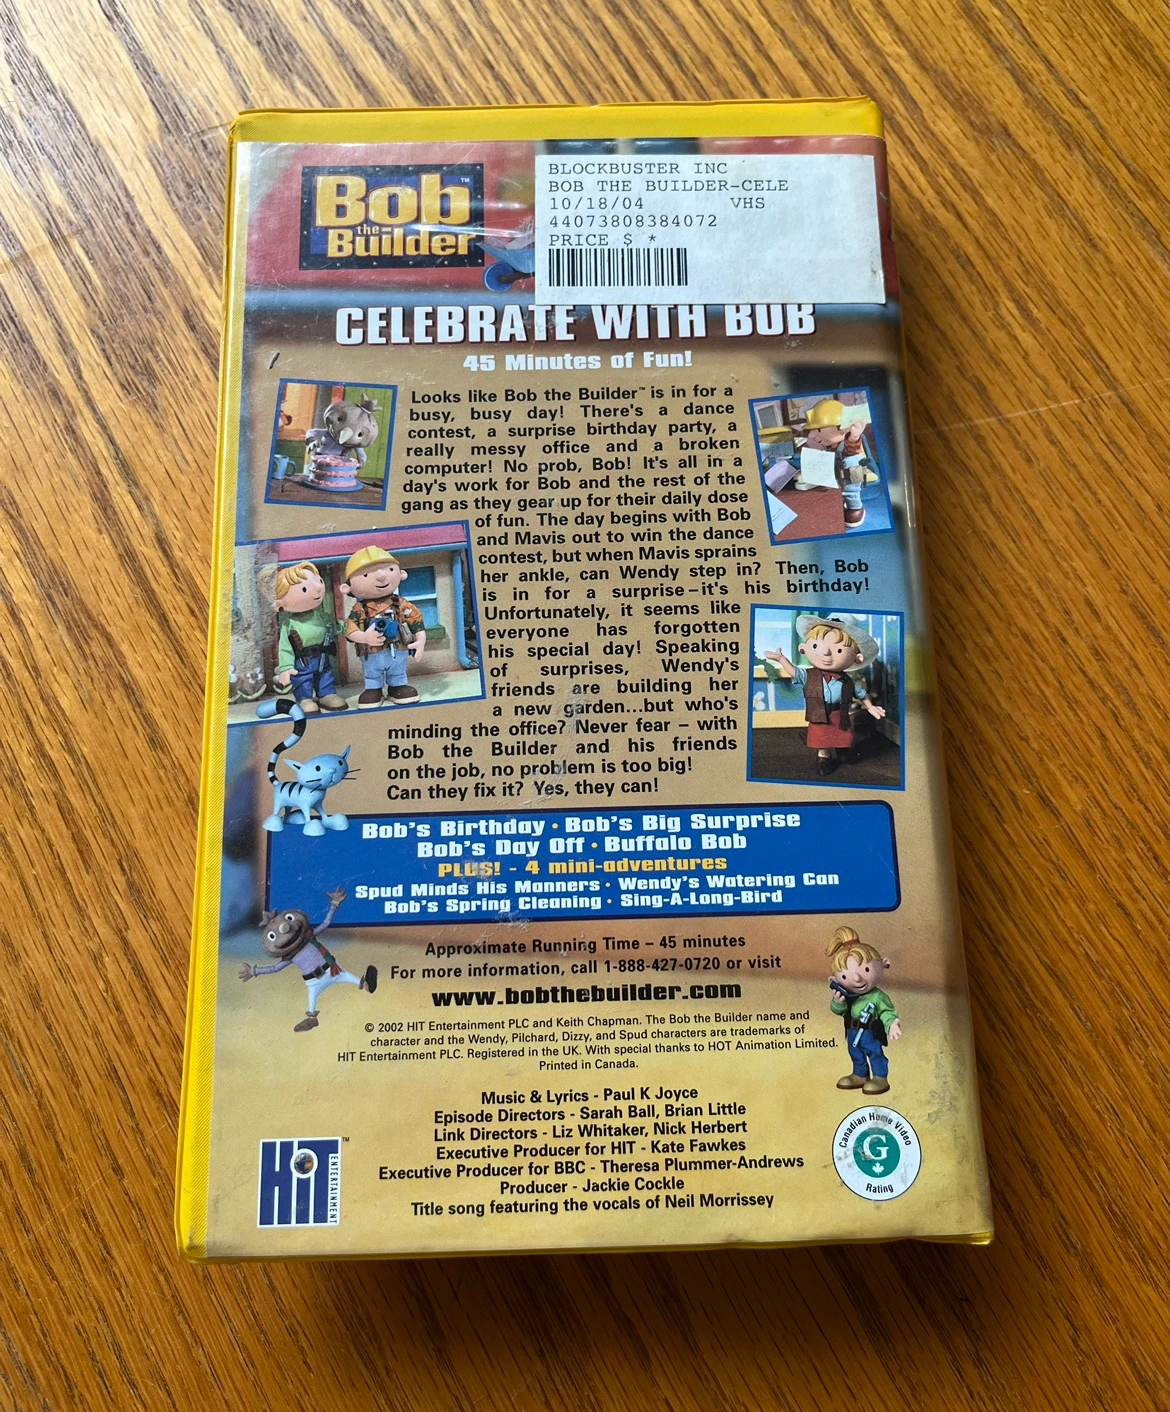 Bob
the
Builder
™
BLOCKBUSTER INC
BOB THE BUILDER-CELE
10/18/04 VHS
44073808384072
PRICE $ *
CELEBRATE WITH BOB
45 Minutes of Fun!
Looks like Bob the Builder™ is in for a
busy, busy day! There's a dance
contest, a surprise birthday party, a
really messy office and a broken
computer! No prob, Bob! It's all in a
day's work for Bob and the rest of the
gang as they gear up for their daily dose
of fun. The day begins with Bob
and Mavis out to win the dance
contest, but when Mavis sprains
her ankle, can Wendy step in? Then, Bob
is in for a surprise–it's his birthday!
Unfortunately, it seems like
everyone has forgotten
his special day! Speaking
of surprises, Wendy's
friends are building her
a new garden...but who's
minding the office? Never fear – with
Bob the Builder and his friends
on the job, no problem is too big!
Can they fix it? Yes, they can!
Bob's Birthday • Bob's Big Surprise
Bob's Day Off • Buffalo Bob
PLUS! - 4 mini-adventures
Spud Minds His Manners • Wendy's Watering Can
Bob's Spring Cleaning • Sing-A-Long-Bird
Approximate Running Time – 45 minutes
For more information, call 1-888-427-0720 or visit
www.bobthebuilder.com
© 2002 HIT Entertainment PLC and Keith Chapman. The Bob the Builder name and
character and the Wendy, Pilchard, Dizzy, and Spud characters are trademarks of
HIT Entertainment PLC. Registered in the UK. With special thanks to HOT Animation Limited.
Printed in Canada.
Music & Lyrics - Paul K Joyce
Episode Directors - Sarah Ball, Brian Little
Link Directors - Liz Whitaker, Nick Herbert
Executive Producer for HIT - Kate Fawkes
Executive Producer for BBC - Theresa Plummer-Andrews
Producer - Jackie Cockle
Title song featuring the vocals of Neil Morrissey
HiT
ENTERTAINMENT
™
Canadian Home Video
G
Rating